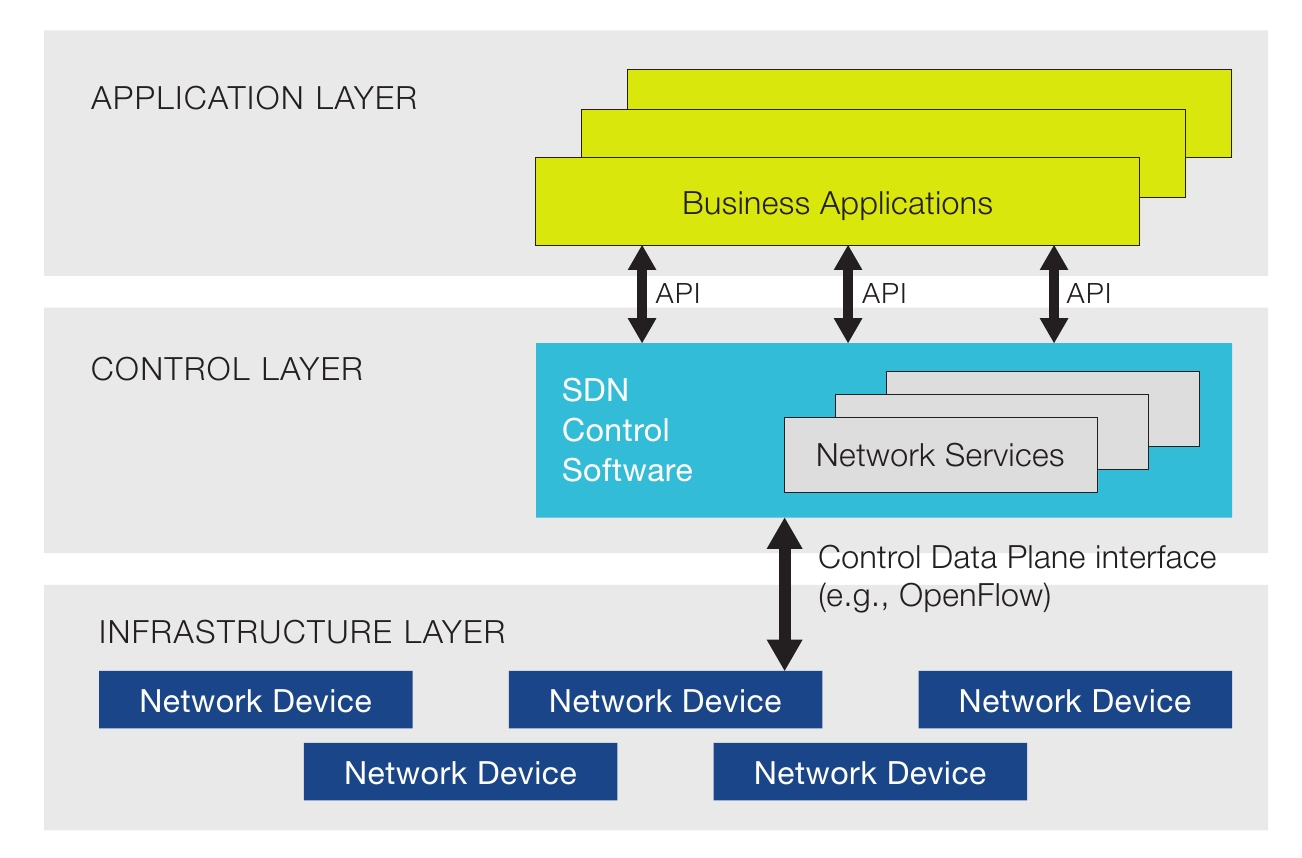 APPLICATION LAYER
Business Applications
API
API
API
CONTROL LAYER
SDN
Control
Software
Network Services
Control Data Plane interface
(e.g., OpenFlow)
INFRASTRUCTURE LAYER
Network Device
Network Device
Network Device
Network Device
Network Device